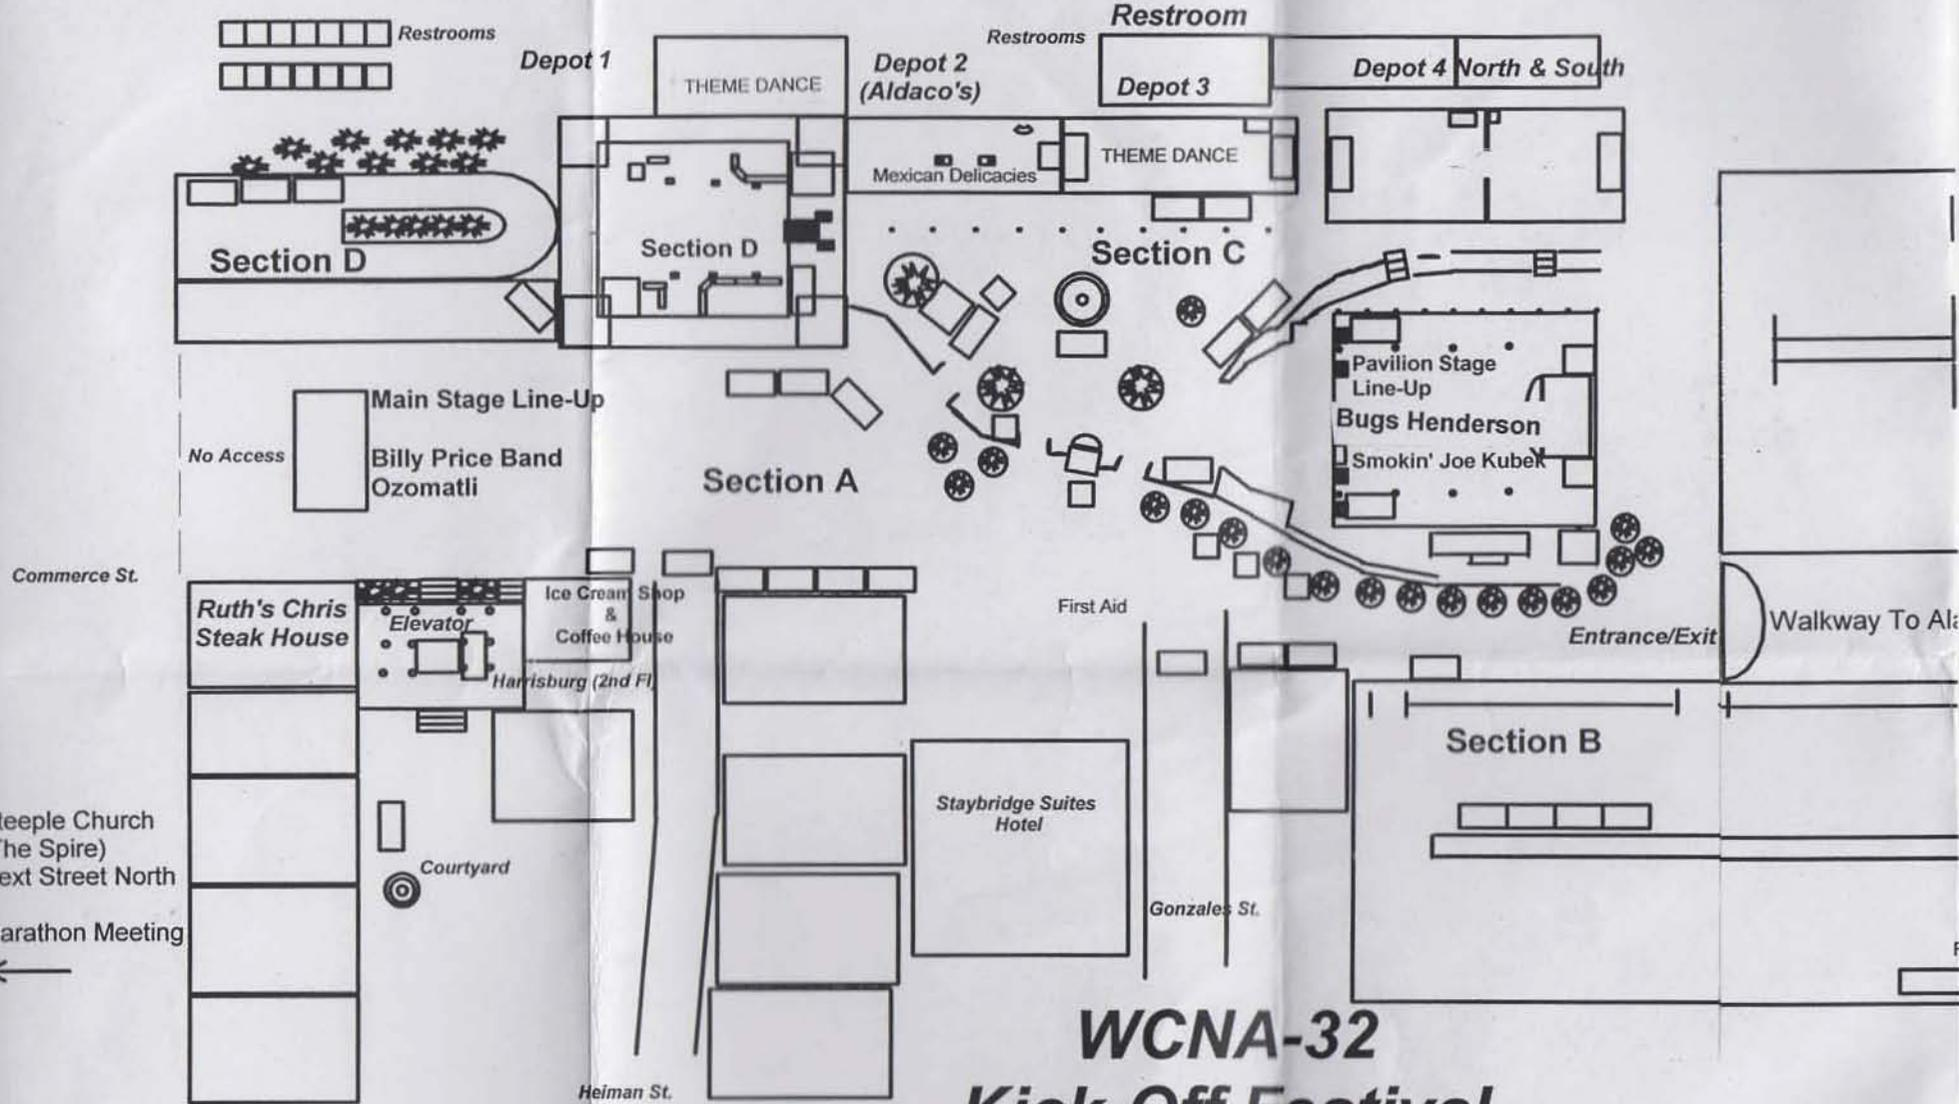 Restroom
Restrooms
Restrooms
Depot 1
Depot 2
(Aldaco's)
THEME DANCE
Depot 3
Depot 4 North & South
THEME DANCE
Mexican Delicacies
Section D
Section D
Section C
Main Stage Line-Up
Billy Price Band
Ozomatli
No Access
Section A
Pavilion Stage
Line-Up
Bugs Henderson
Smokin' Joe Kubek
Commerce St.
Ruth's Chris
Steak House
Elevator
Ice Cream Shop
&
Coffee House
Harrisburg (2nd Fl)
First Aid
Entrance/Exit
Walkway To Al
Section B
Staybridge Suites
Hotel
teeple Church
he Spire)
ext Street North
arathon Meeting
Courtyard
Gonzales St.
Heiman St.
WCNA-32
Kick-Off Festival